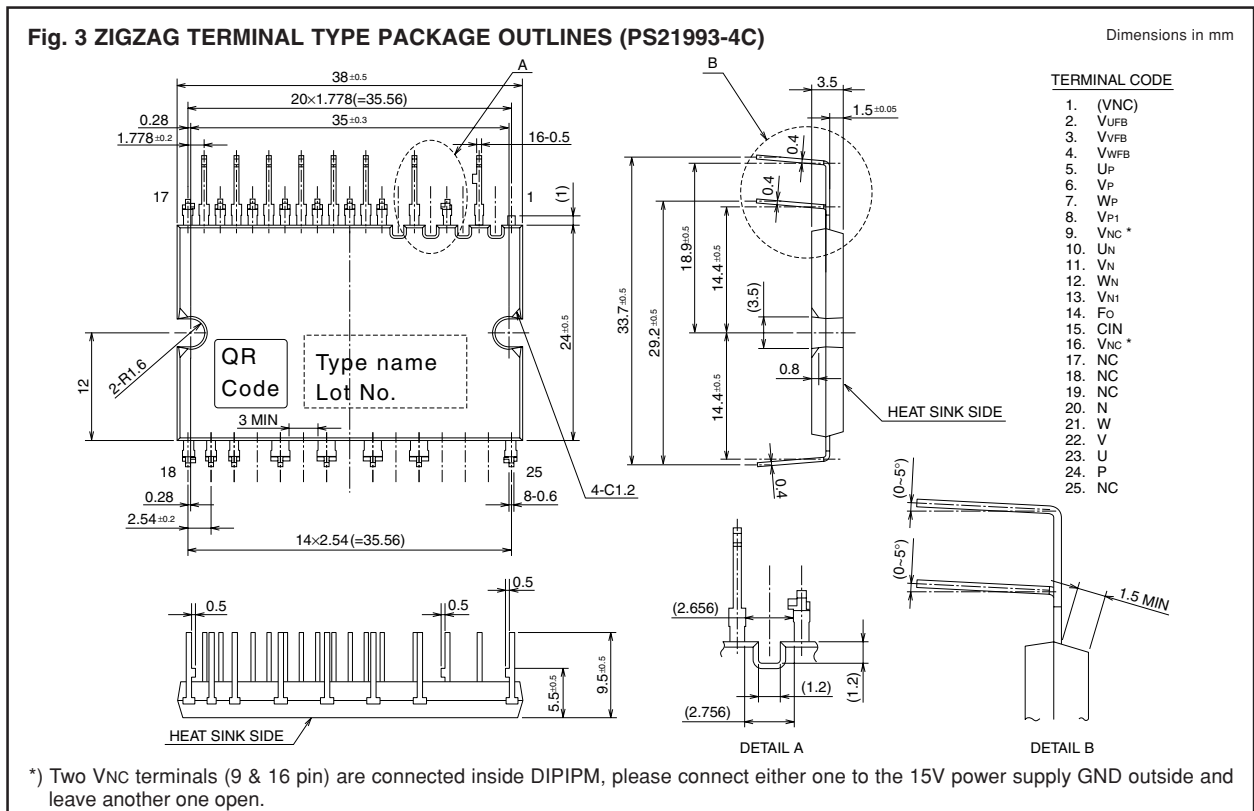 Fig. 3 ZIGZAG TERMINAL TYPE PACKAGE OUTLINES (PS21993-4C)
Dimensions in mm
A
38±0.5
20×1.778(=35.56)
0.28
35±0.3
1.778±0.2
16-0.5
17
1
(1)
24±0.5
12
2-R1.6
QR
Code
Type name
Lot No.
3 MIN
18
25
0.28
2.54±0.2
4-C1.2
8-0.6
14×2.54(=35.56)
B
3.5
1.5±0.05
0.4
0.4
33.7±0.5
29.2±0.5
18.9±0.5
14.4±0.5
(3.5)
0.8
14.4±0.5
HEAT SINK SIDE
0.4
TERMINAL CODE
1. (VNC)
2. VUFB
3. VVFB
4. VWFB
5. UP
6. VP
7. WP
8. VP1
9. VNC *
10. UN
11. VN
12. WN
13. VN1
14. FO
15. CIN
16. VNC *
17. NC
18. NC
19. NC
20. N
21. W
22. V
23. U
24. P
25. NC
0.5
0.5
0.5
5.5±0.5
9.5±0.5
HEAT SINK SIDE
(2.656)
(1.2)
(1.2)
(2.756)
DETAIL A
(0~5°)
(0~5°)
1.5 MIN
DETAIL B
*) Two VNC terminals (9 & 16 pin) are connected inside DIPIPM, please connect either one to the 15V power supply GND outside and
leave another one open.